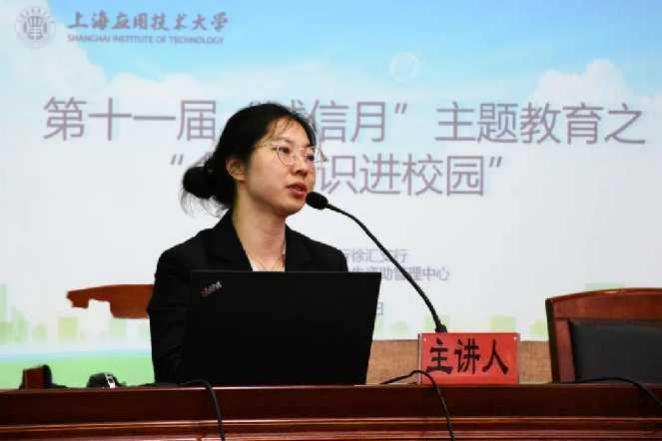 上海应用技术大学
SHANGHAI INSTITUTE OF TECHNOLOGY
第十一届“信月”主题教育之
“识进校园”
徐汇支行
资助管理中心
日
主讲人